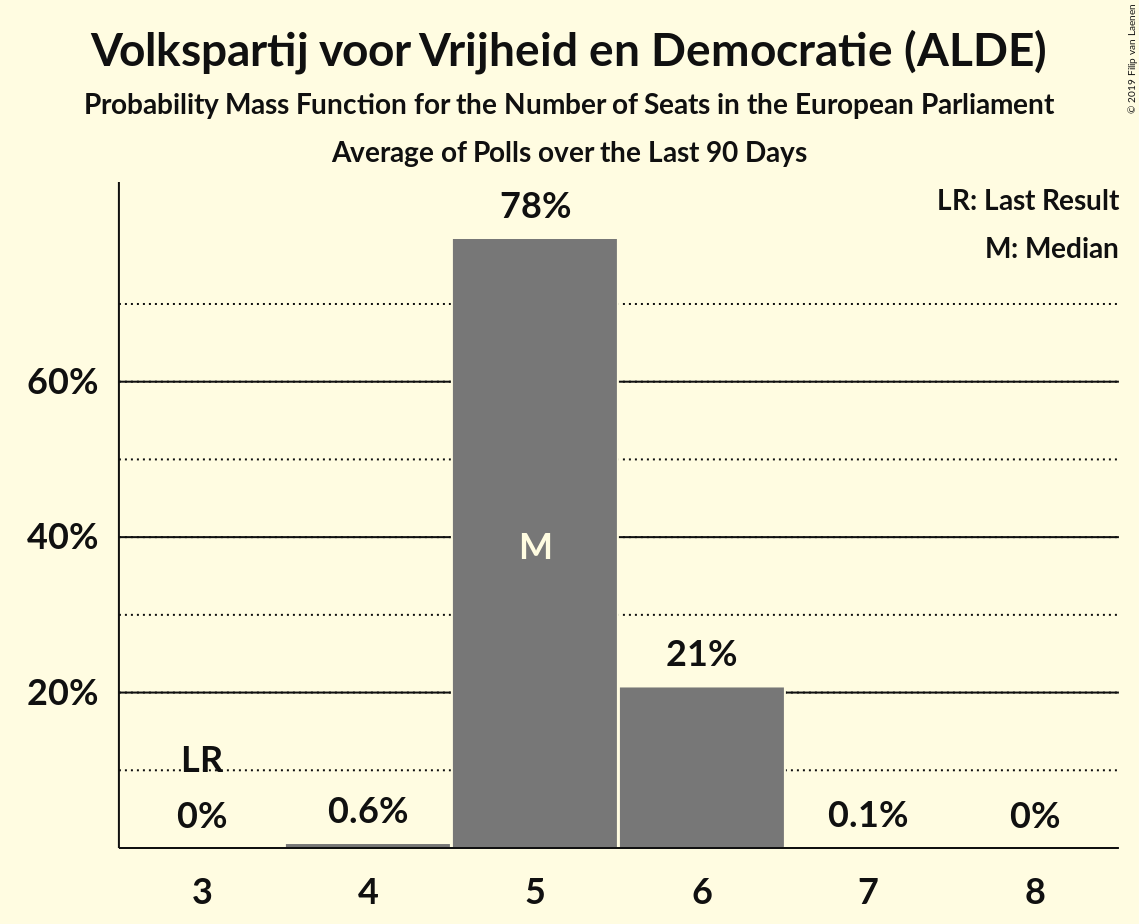 Volkspartij voor Vrijheid en Democratie (ALDE)
Probability Mass Function for the Number of Seats in the European Parliament
Average of Polls over the Last 90 Days
© 2019 Filip van Laenen
LR: Last Result
M: Median
78%
60%
40%
M
21%
20%
LR
0%
0.6%
0.1%
0%
3 4 5 6 7 8